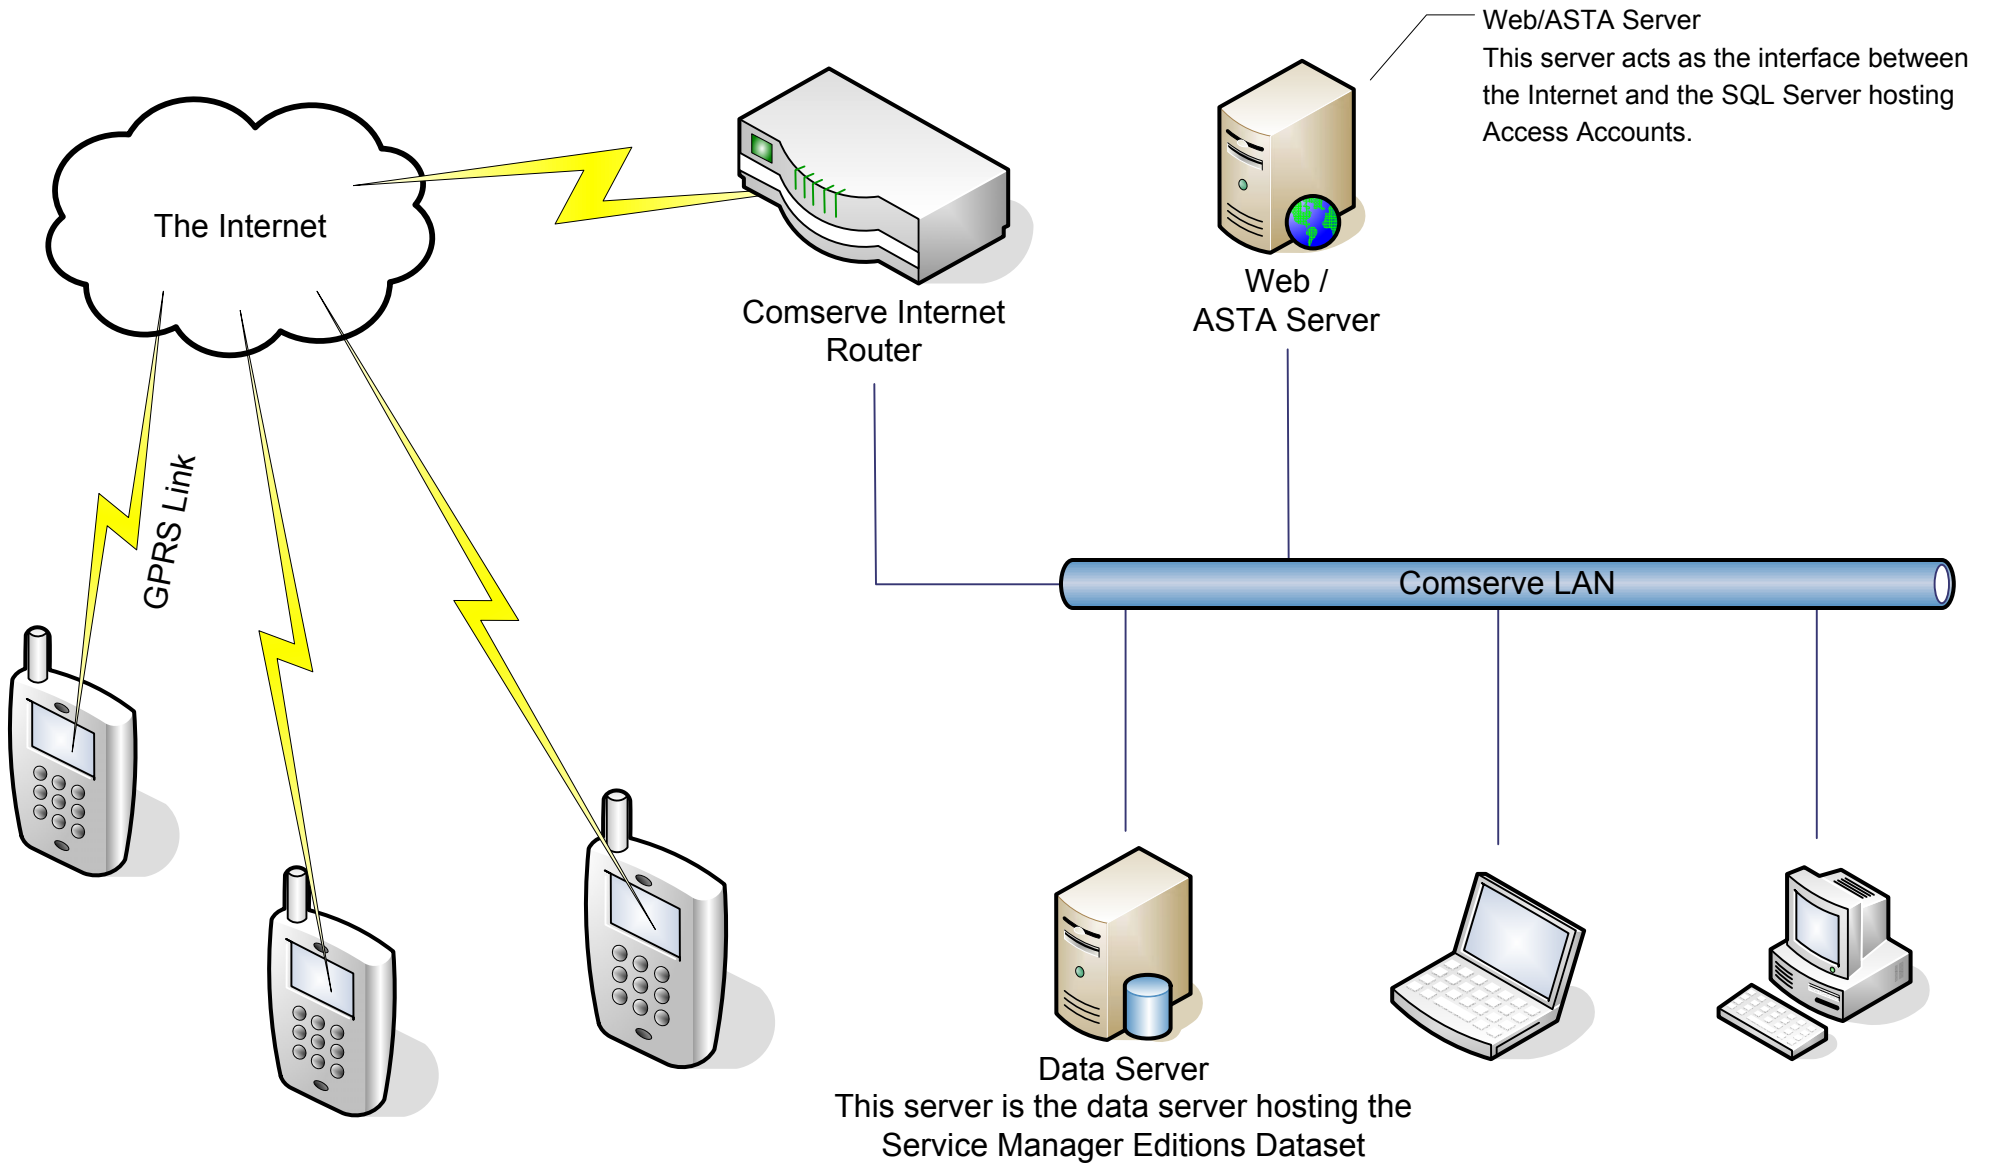 Web/ASTA Server
This server acts as the interface between
the Internet and the SQL Server hosting
Access Accounts.
The Internet
Comserve Internet
Router
Web /
ASTA Server
GPRS Link
Comserve LAN
Data Server
This server is the data server hosting the
Service Manager Editions Dataset